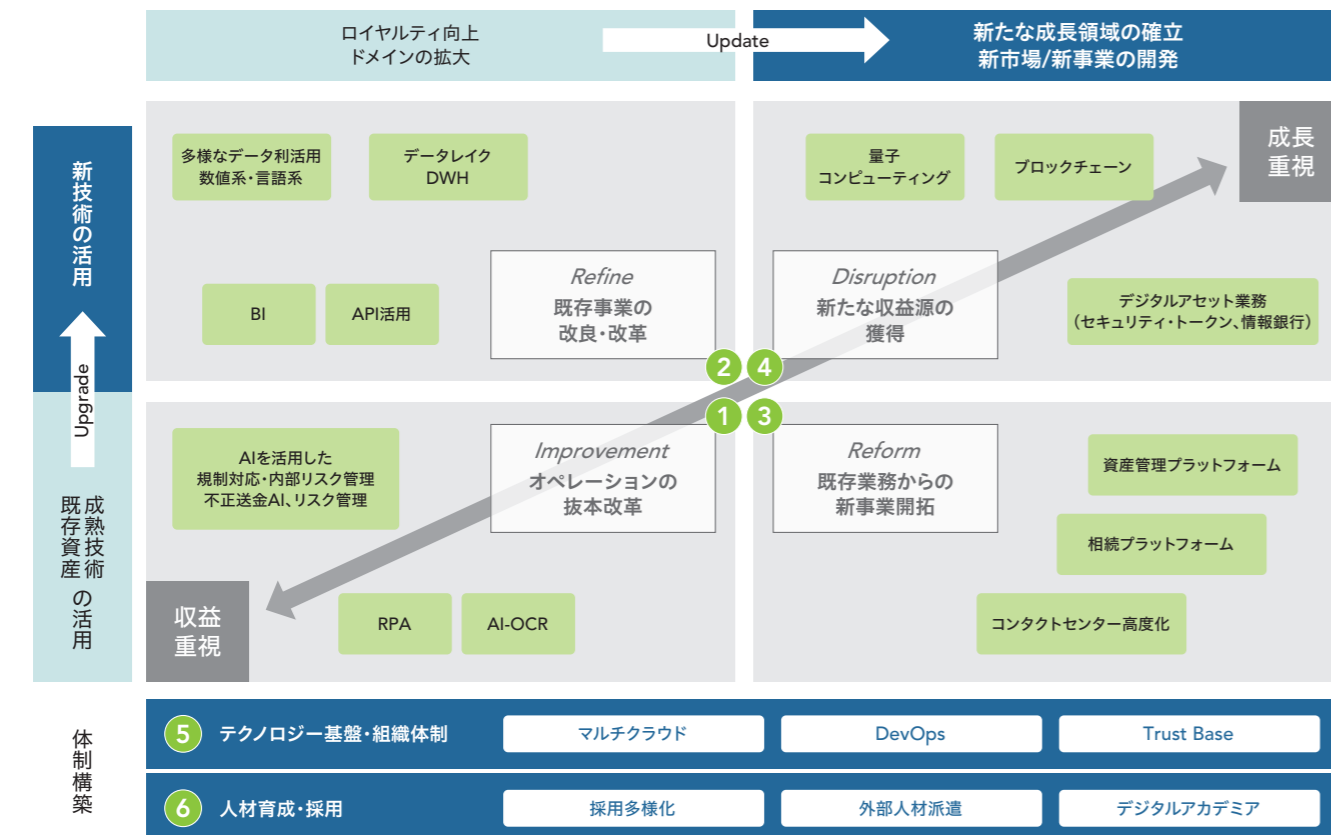 ロイヤルティ向上
ドメインの拡大
Update
新たな成長領域の確立
新市場/新事業の開発
新技術の活用
Upgrade
成熟技術
既存資産
の活用
多様なデータ利活用
数値系・言語系
データレイク
DWH
BI
API活用
Refine
既存事業の
改良・改革
2
量子
コンピューティング
ブロックチェーン
成長
重視
Disruption
新たな収益源の
獲得
デジタルアセット業務
(セキュリティ・トークン、情報銀行)
4
AIを活用した
規制対応・内部リスク管理
不正送金AI、リスク管理
Improvement
オペレーションの
抜本改革
1
収益
重視
RPA
AI-OCR
3
Reform
既存業務からの
新事業開拓
資産管理プラットフォーム
相続プラットフォーム
コンタクトセンター高度化
体制構築
5 テクノロジー基盤・組織体制 マルチクラウド DevOps Trust Base
6 人材育成・採用 採用多様化 外部人材派遣 デジタルアカデミア